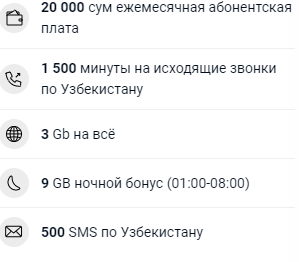 20 000 сум ежемесячная абонентская
плата
1 500 минуты на исходящие звонки
по Узбекистану
3 Gb на всё
9 GB ночной бонус (01:00-08:00)
500 SMS по Узбекистану